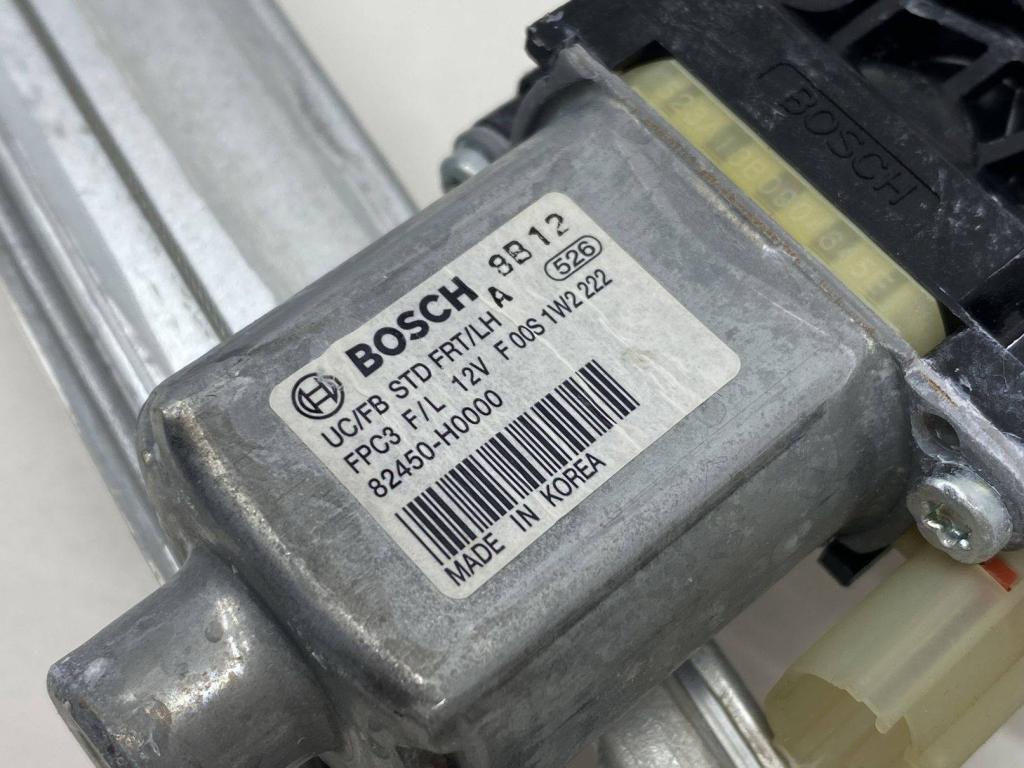 BOSCH 9B12
UC/FB STD FRT/LH A 526
FPC3 F/L 12V F 00S 1W2 222
82450-H0000
MADE IN KOREA
BOSCH